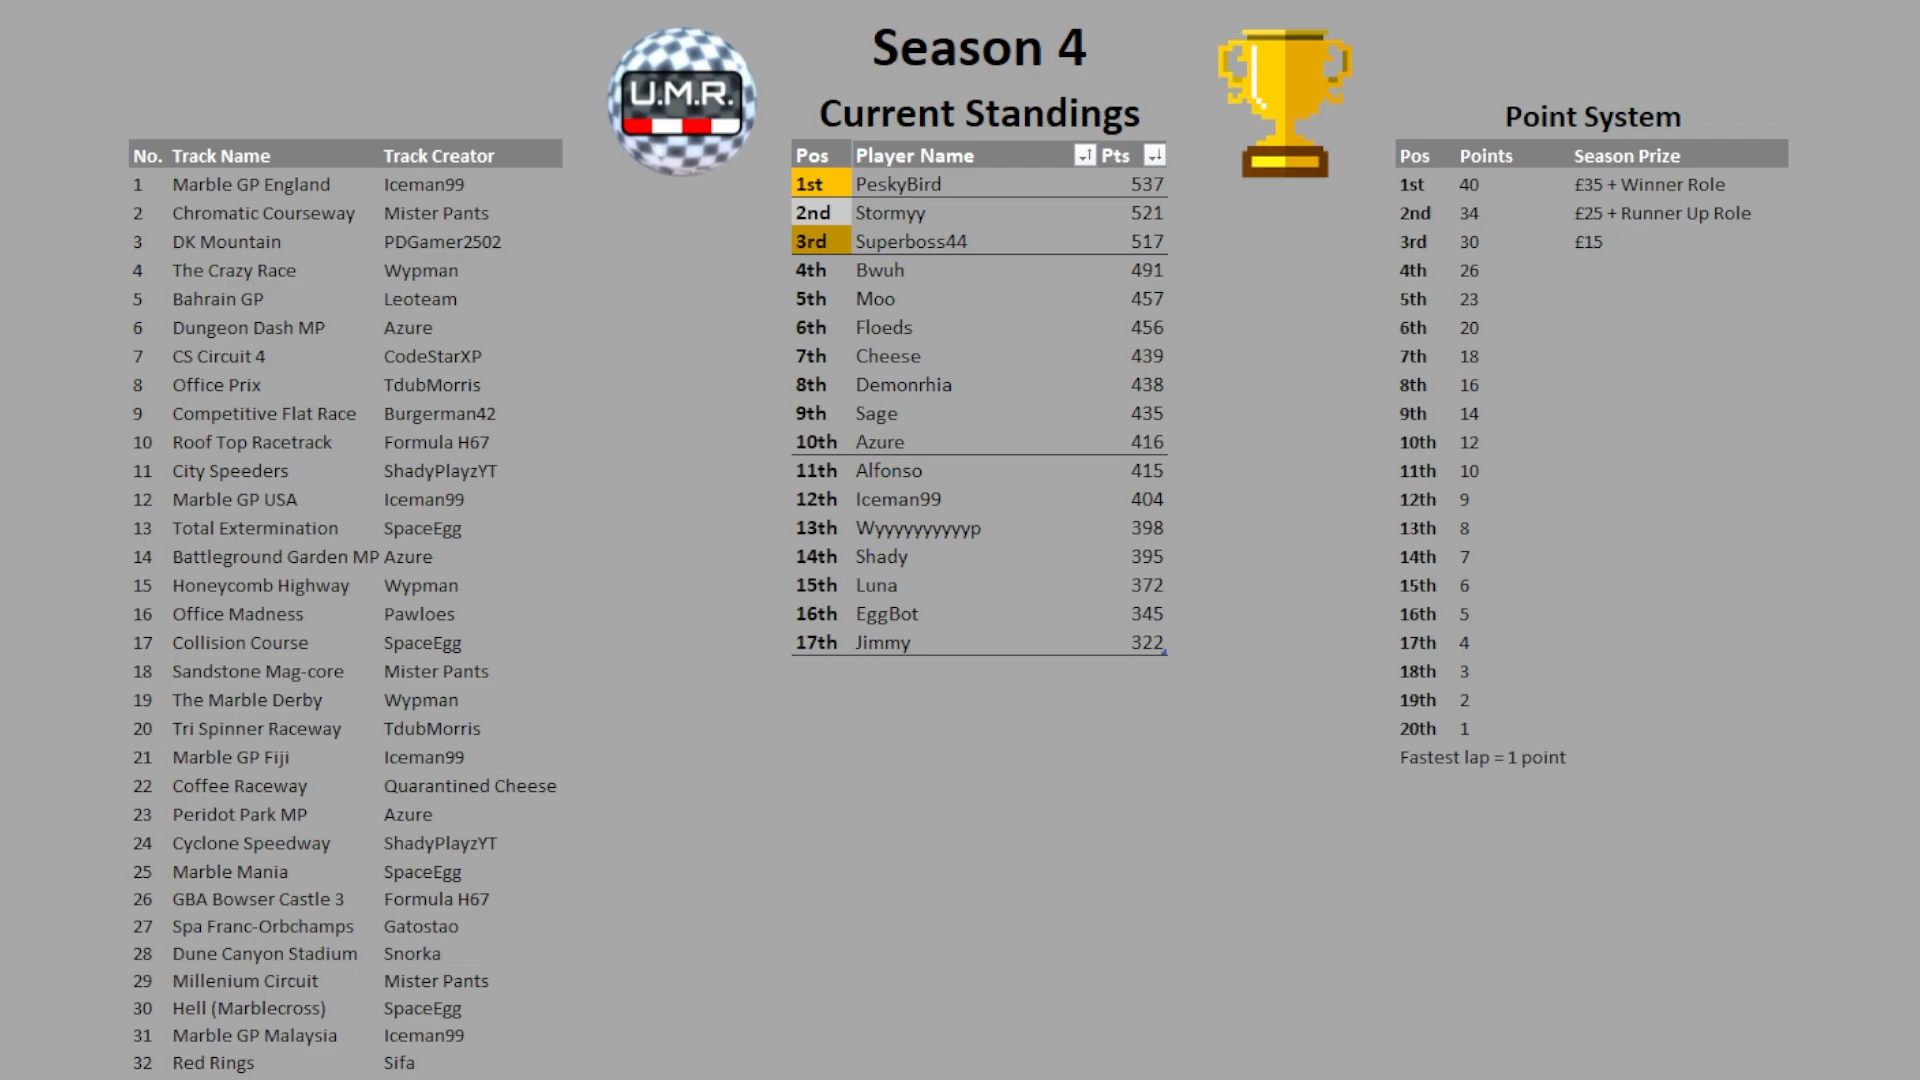 U.M.R.
Season 4
Current Standings
No. Track Name Track Creator
1 Marble GP England Iceman99
2 Chromatic Courseway Mister Pants
3 DK Mountain PDGamer2502
4 The Crazy Race Wypman
5 Bahrain GP Leoteam
6 Dungeon Dash MP Azure
7 CS Circuit 4 CodeStarXP
8 Office Prix TdubMorris
9 Competitive Flat Race Burgerman42
10 Roof Top Racetrack Formula H67
11 City Speeders ShadyPlayzYT
12 Marble GP USA Iceman99
13 Total Extermination SpaceEgg
14 Battleground Garden MP Azure
15 Honeycomb Highway Wypman
16 Office Madness Pawloes
17 Collision Course SpaceEgg
18 Sandstone Mag-core Mister Pants
19 The Marble Derby Wypman
20 Tri Spinner Raceway TdubMorris
21 Marble GP Fiji Iceman99
22 Coffee Raceway Quarantined Cheese
23 Peridot Park MP Azure
24 Cyclone Speedway ShadyPlayzYT
25 Marble Mania SpaceEgg
26 GBA Bowser Castle 3 Formula H67
27 Spa Franc-Orbchamps Gatostao
28 Dune Canyon Stadium Snorka
29 Millenium Circuit Mister Pants
30 Hell (Marblecross) SpaceEgg
31 Marble GP Malaysia Iceman99
32 Red Rings Sifa
Pos Player Name Pts
1st PeskyBird 537
2nd Stormyy 521
3rd Superboss44 517
4th Bwuh 491
5th Moo 457
6th Floeds 456
7th Cheese 439
8th Demonrhia 438
9th Sage 435
10th Azure 416
11th Alfonso 415
12th Iceman99 404
13th Wyyyyyyyyyyp 398
14th Shady 395
15th Luna 372
16th EggBot 345
17th Jimmy 322
Point System
Pos Points Season Prize
1st 40 £35 + Winner Role
2nd 34 £25 + Runner Up Role
3rd 30 £15
4th 26
5th 23
6th 20
7th 18
8th 16
9th 14
10th 12
11th 10
12th 9
13th 8
14th 7
15th 6
16th 5
17th 4
18th 3
19th 2
20th 1
Fastest lap = 1 point